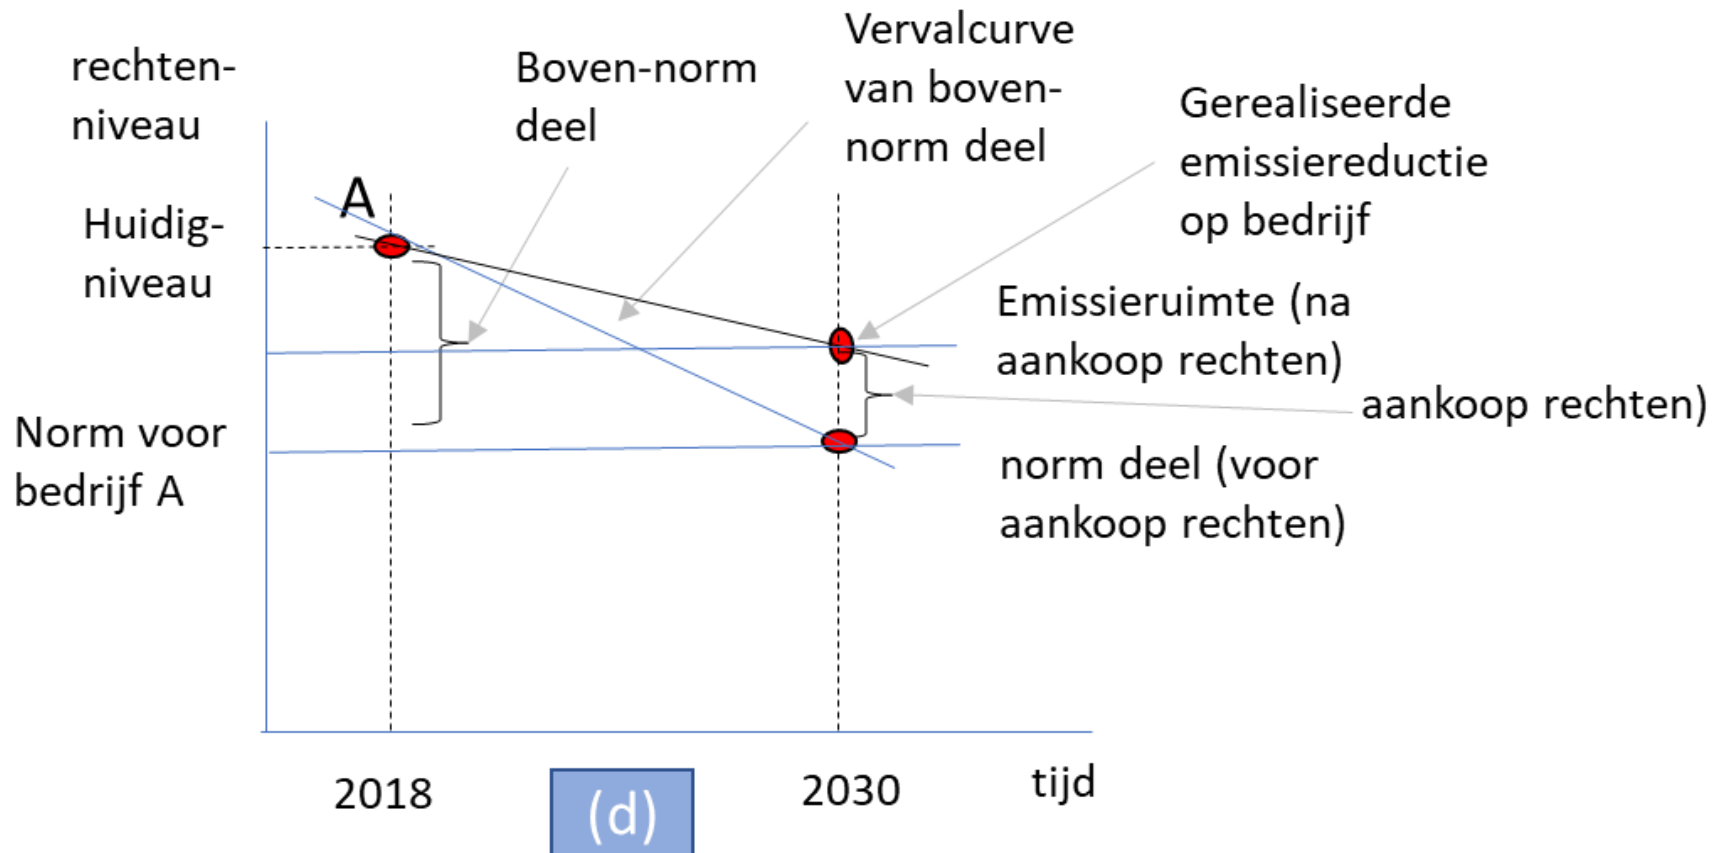 rechten-
niveau
Boven-norm
deel
Vervalcurve
van boven-
norm deel
Gerealiseerde
emissiereductie
op bedrijf
A
Huidig-
niveau
Emissieruimte (na
aankoop rechten)
aankoop rechten)
Norm voor
bedrijf A
norm deel (voor
aankoop rechten)
2018
(d)
2030
tijd